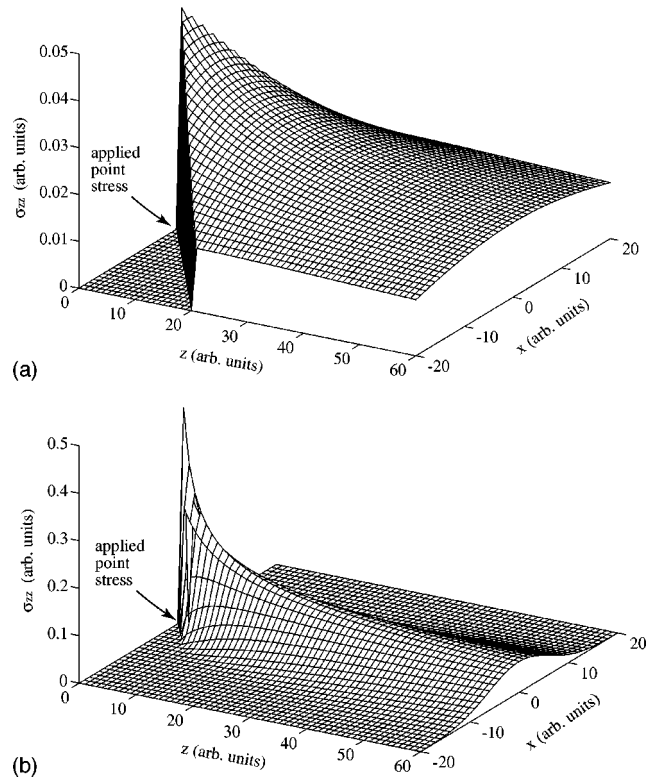 0.05
0.04
0.03
0.02
0.01
0
σzz (arb. units)
applied
point
stress
0
10
20
30
40
50
60
z (arb. units)
-20
-10
0
10
20
x (arb. units)
(a)
0.5
0.4
0.3
0.2
0.1
0
σzz (arb. units)
applied
point
stress
0
10
20
30
40
50
60
z (arb. units)
-20
-10
0
10
20
x (arb. units)
(b)